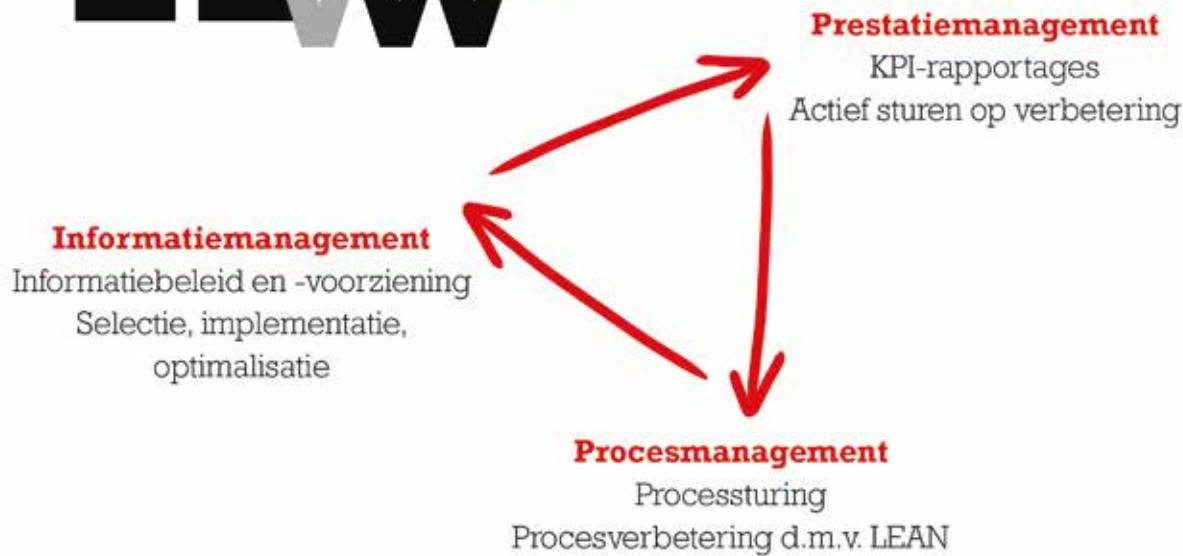 Prestatiemanagement
KPI-rapportages
Actief sturen op verbetering
Informatiemanagement
Informatiebeleid en -voorziening
Selectie, implementatie,
optimalisatie
Procesmanagement
Processturing
Procesverbetering d.m.v. LEAN